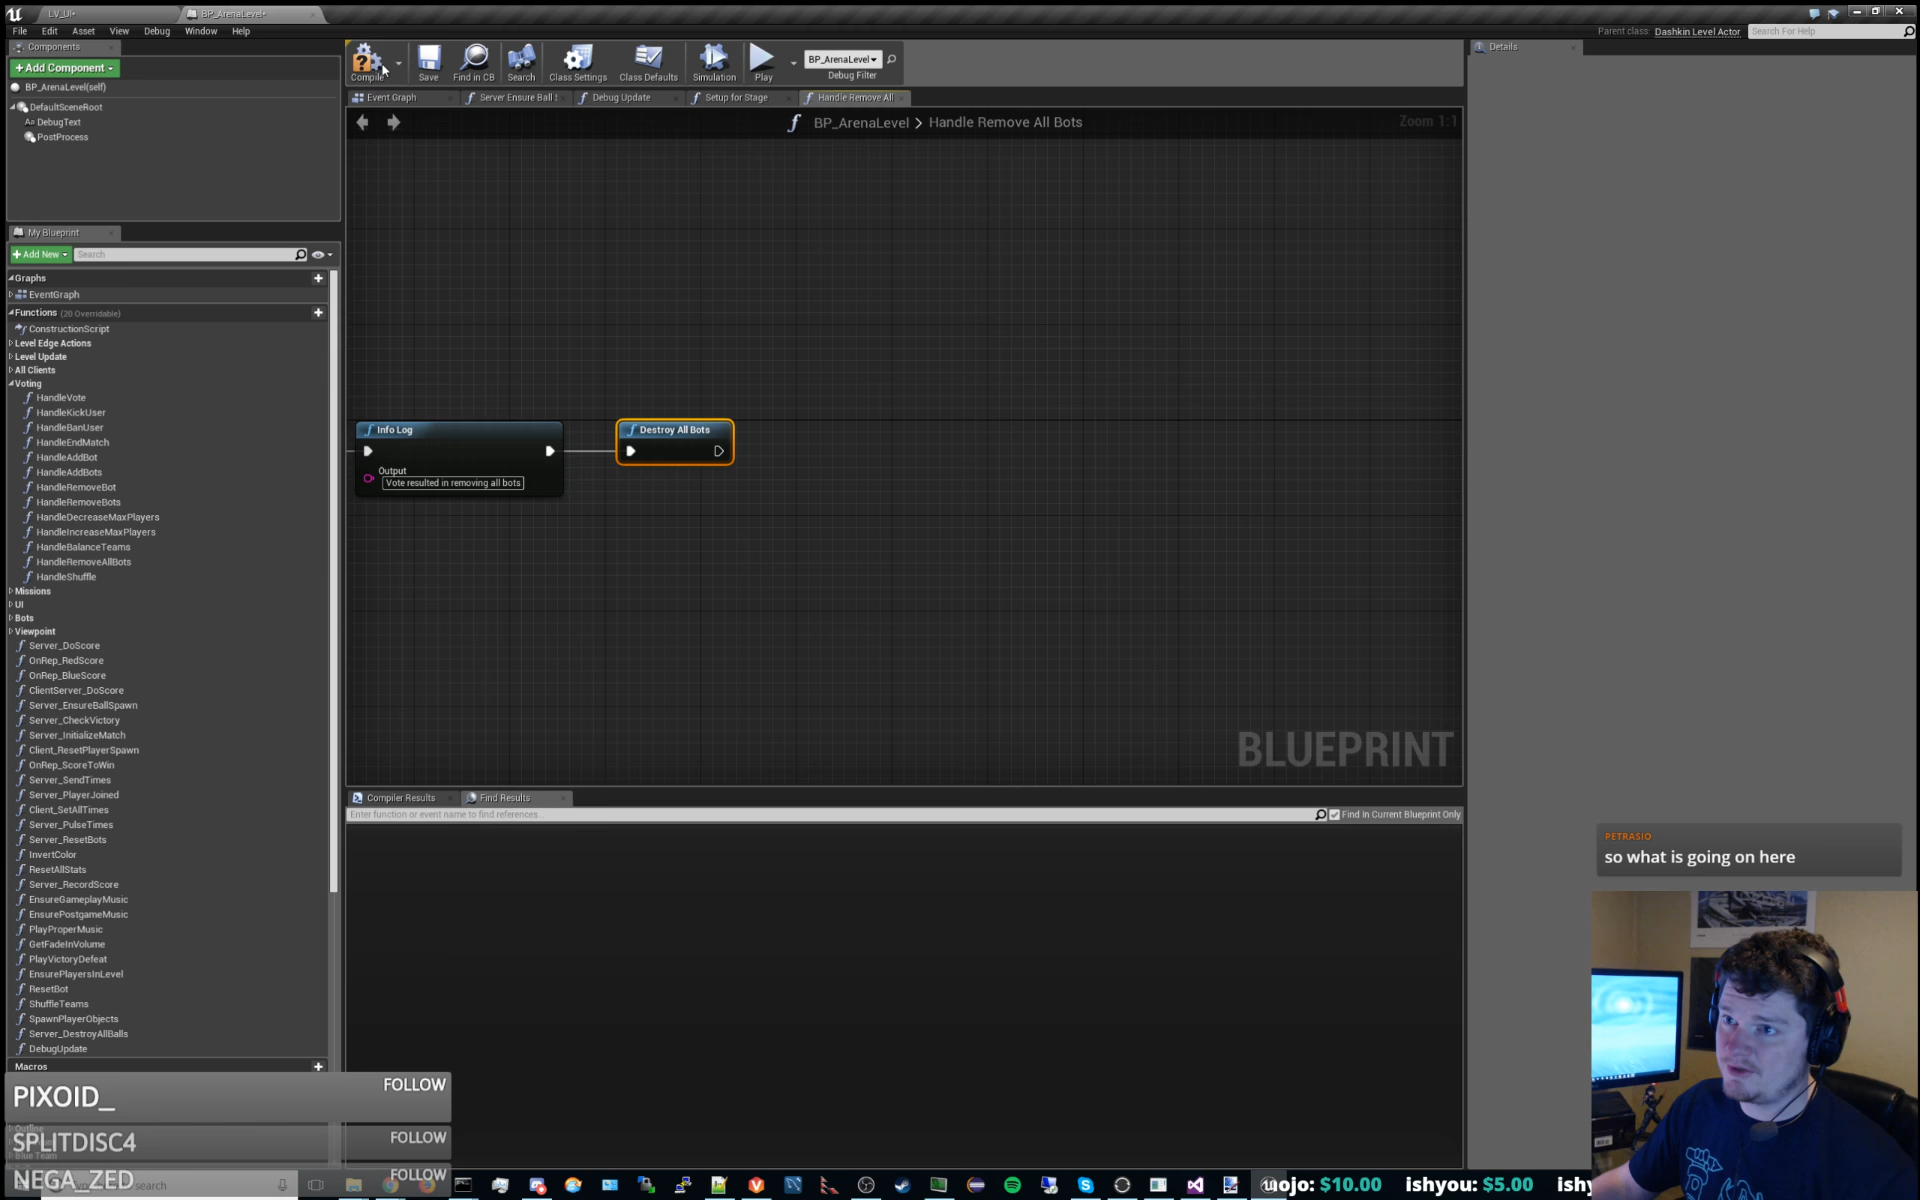 LV_UI*
BP_ArenaLevel*
File Edit Asset View Debug Window Help
Parent class: Dashkin Level Actor
Search For Help
Components
+Add Component
BP_ArenaLevel(self)
DefaultSceneRoot
DebugText
PostProcess
Compile
Save
Find in CB
Search
Class Settings
Class Defaults
Simulation
Play
BP_ArenaLevel
Debug Filter
Details
Event Graph
Server Ensure Ball
Debug Update
Setup for Stage
Handle Remove All
BP_ArenaLevel > Handle Remove All Bots
Zoom 1:1
Info Log
Output
Vote resulted in removing all bots
Destroy All Bots
BLUEPRINT
My Blueprint
+Add New
Search
Graphs
EventGraph
Functions (20 Overridable)
ConstructionScript
Level Edge Actions
Level Update
All Clients
Voting
HandleVote
HandleKickUser
HandleBanUser
HandleEndMatch
HandleAddBot
HandleAddBots
HandleRemoveBot
HandleRemoveBots
HandleDecreaseMaxPlayers
HandleIncreaseMaxPlayers
HandleBalanceTeams
HandleRemoveAllBots
HandleShuffle
Missions
UI
Bots
Viewpoint
Server_DoScore
OnRep_RedScore
OnRep_BlueScore
ClientServer_DoScore
Server_EnsureBallSpawn
Server_CheckVictory
Server_InitializeMatch
Client_ResetPlayerSpawn
OnRep_ScoreToWin
Server_SendTimes
Server_PlayerJoined
Client_SetAllTimes
Server_PulseTimes
Server_ResetBots
InvertColor
ResetAllStats
Server_RecordScore
EnsureGameplayMusic
EnsurePostgameMusic
PlayProperMusic
GetFadeInVolume
PlayVictoryDefeat
EnsurePlayersInLevel
ResetBot
ShuffleTeams
SpawnPlayerObjects
Server_DestroyAllBalls
DebugUpdate
Macros
Compiler Results
Find Results
Enter function or event name to find references...
Find In Current Blueprint Only
PETRASIO
so what is going on here
PIXOID_ FOLLOW
SPLITDISC4 FOLLOW
NEGA_ZED FOLLOW
search
uojo: $10.00 ishyou: $5.00 ishy